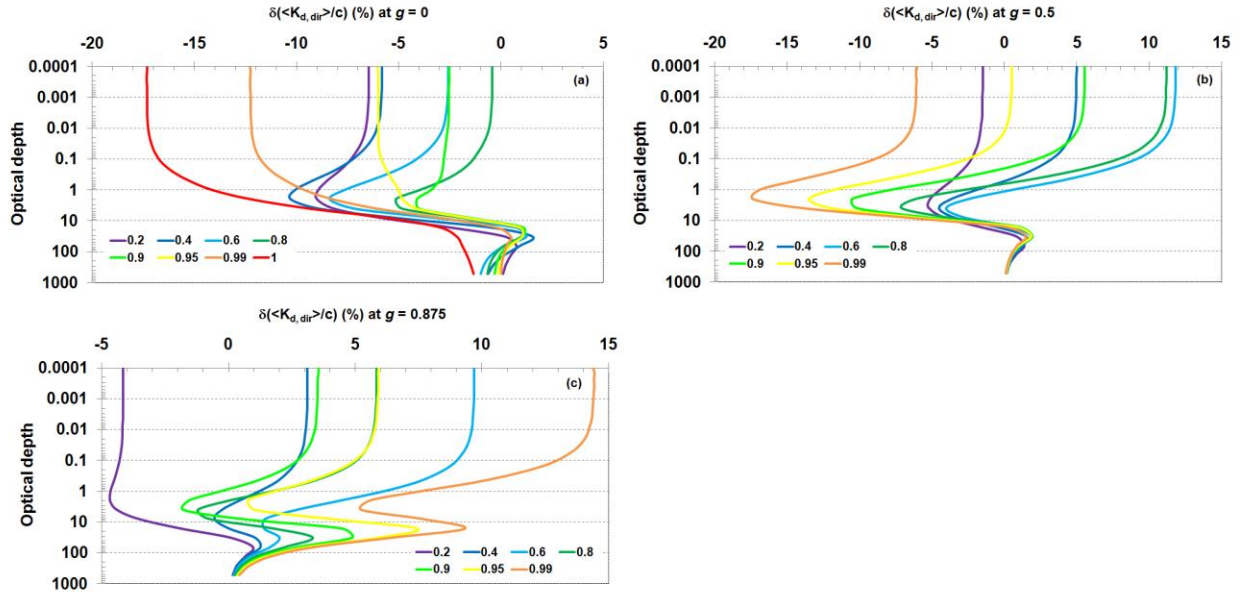 δ(<K_{d, dir}>/c) (%) at g = 0
-20 -15 -10 -5 0 5
0.0001
0.001
0.01
0.1
1
10
100
1000
Optical depth
(a)
0.2 0.4 0.6 0.8
0.9 0.95 0.99 1
δ(<K_{d, dir}>/c) (%) at g = 0.5
-20 -15 -10 -5 0 5 10 15
0.0001
0.001
0.01
0.1
1
10
100
1000
Optical depth
(b)
0.2 0.4 0.6 0.8
0.9 0.95 0.99
δ(<K_{d, dir}>/c) (%) at g = 0.875
-5 0 5 10 15
0.0001
0.001
0.01
0.1
1
10
100
1000
Optical depth
(c)
0.2 0.4 0.6 0.8
0.9 0.95 0.99